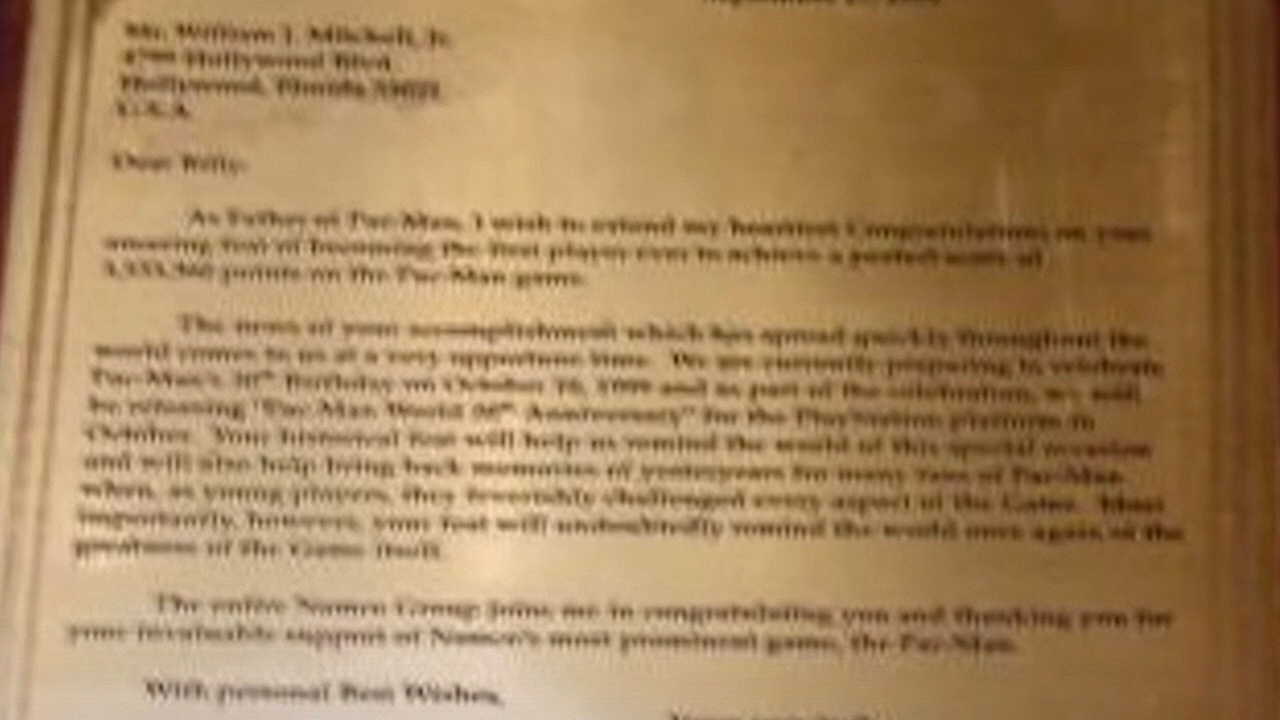 Mr. William J. Mitchell, Jr.
Hollywood Blvd
Hollywood, Florida
U.S.A.
Dear Billy:
As Father of Pac-Man, I wish to extend my heartiest Congratulations on your
amazing feat of becoming the first player ever to achieve a perfect score of
3,333,360 points on the Pac-Man game.
The news of your accomplishment which has spread quickly throughout the
world comes to us at a very opportune time. We are currently preparing to celebrate
Pac-Man's 20th Birthday on October 1999 and as part of the celebration, we will
be releasing "Pac-Man World 20th Anniversary" for the PlayStation platform in
October. Your historical feat will help us remind the world of this special occasion
and will also help bring back memories of yesteryears for many fans of Pac-Man
when, as young players, they feverishly challenged every aspect of the Game. Most
importantly, however, your feat will undoubtedly remind the world once again of the
greatness of the Game itself.
The entire Namco Group joins me in congratulating you and thanking you for
your invaluable support of Namco's most prominent game, the Pac-Man.
With personal Best Wishes,